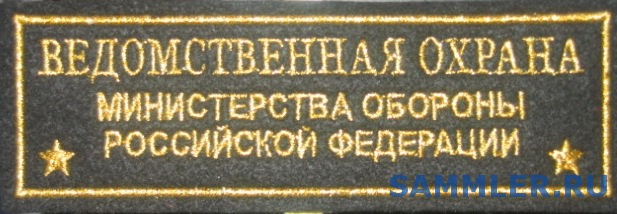 ВЕДОМСТВЕННАЯ ОХРАНА
МИНИСТЕРСТВА ОБОРОНЫ
РОССИЙСКОЙ ФЕДЕРАЦИИ
SAMMLER.RU